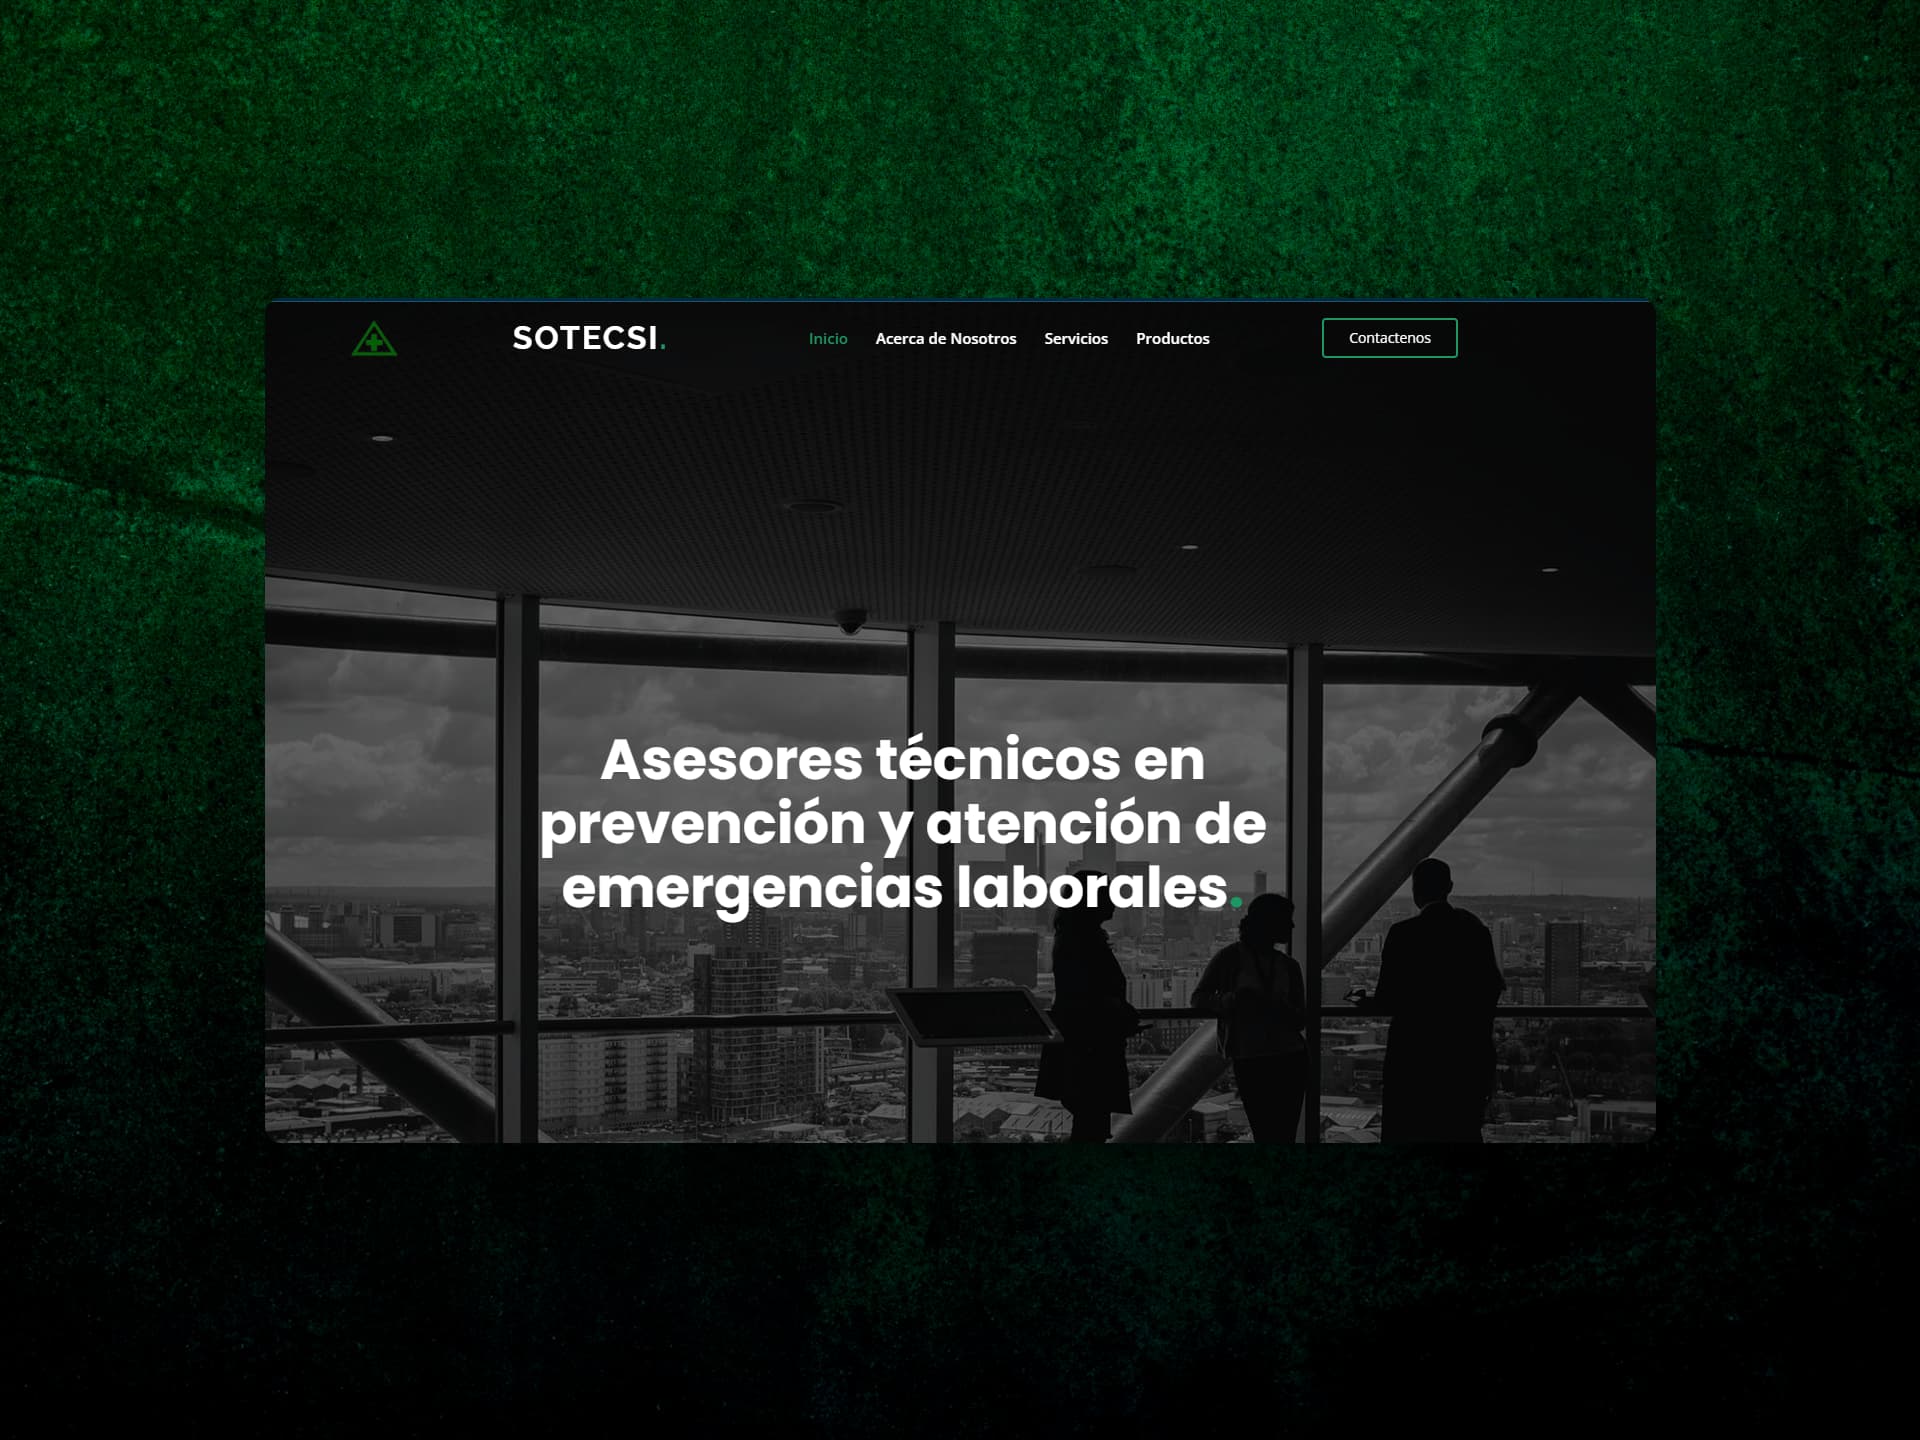 SOTECSI.
Inicio
Acerca de Nosotros
Servicios
Productos
Contactenos
Asesores técnicos en
prevención y atención de
emergencias laborales.